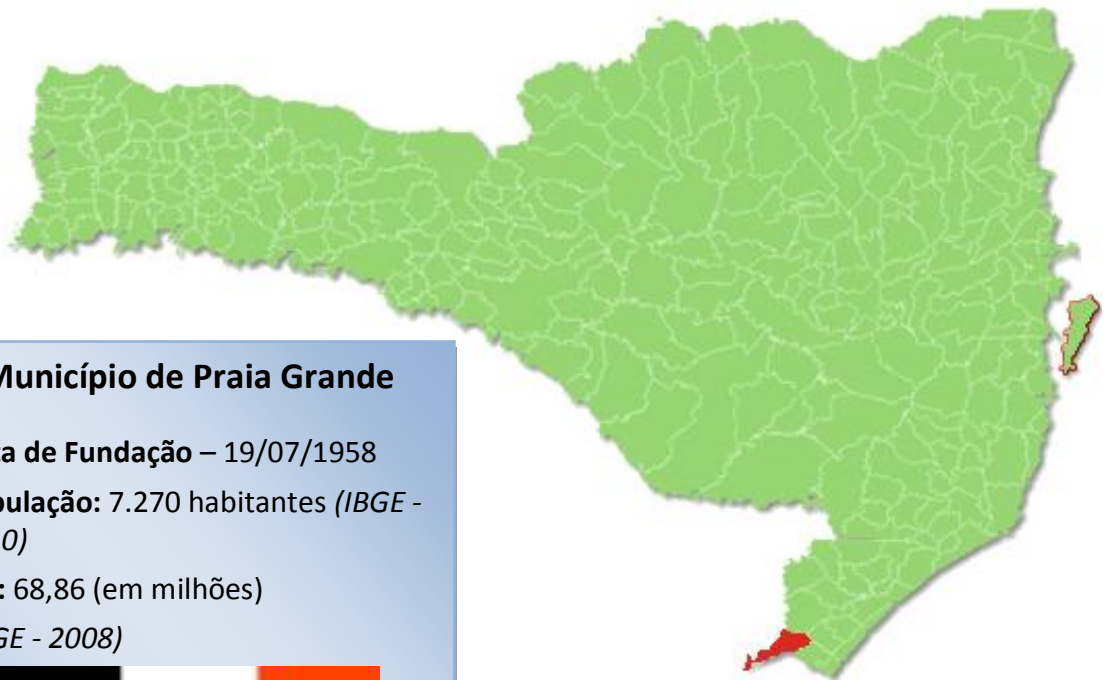 Município de Praia Grande
ta de Fundação – 19/07/1958
pulação: 7.270 habitantes (IBGE -
0)
: 68,86 (em milhões)
GE - 2008)